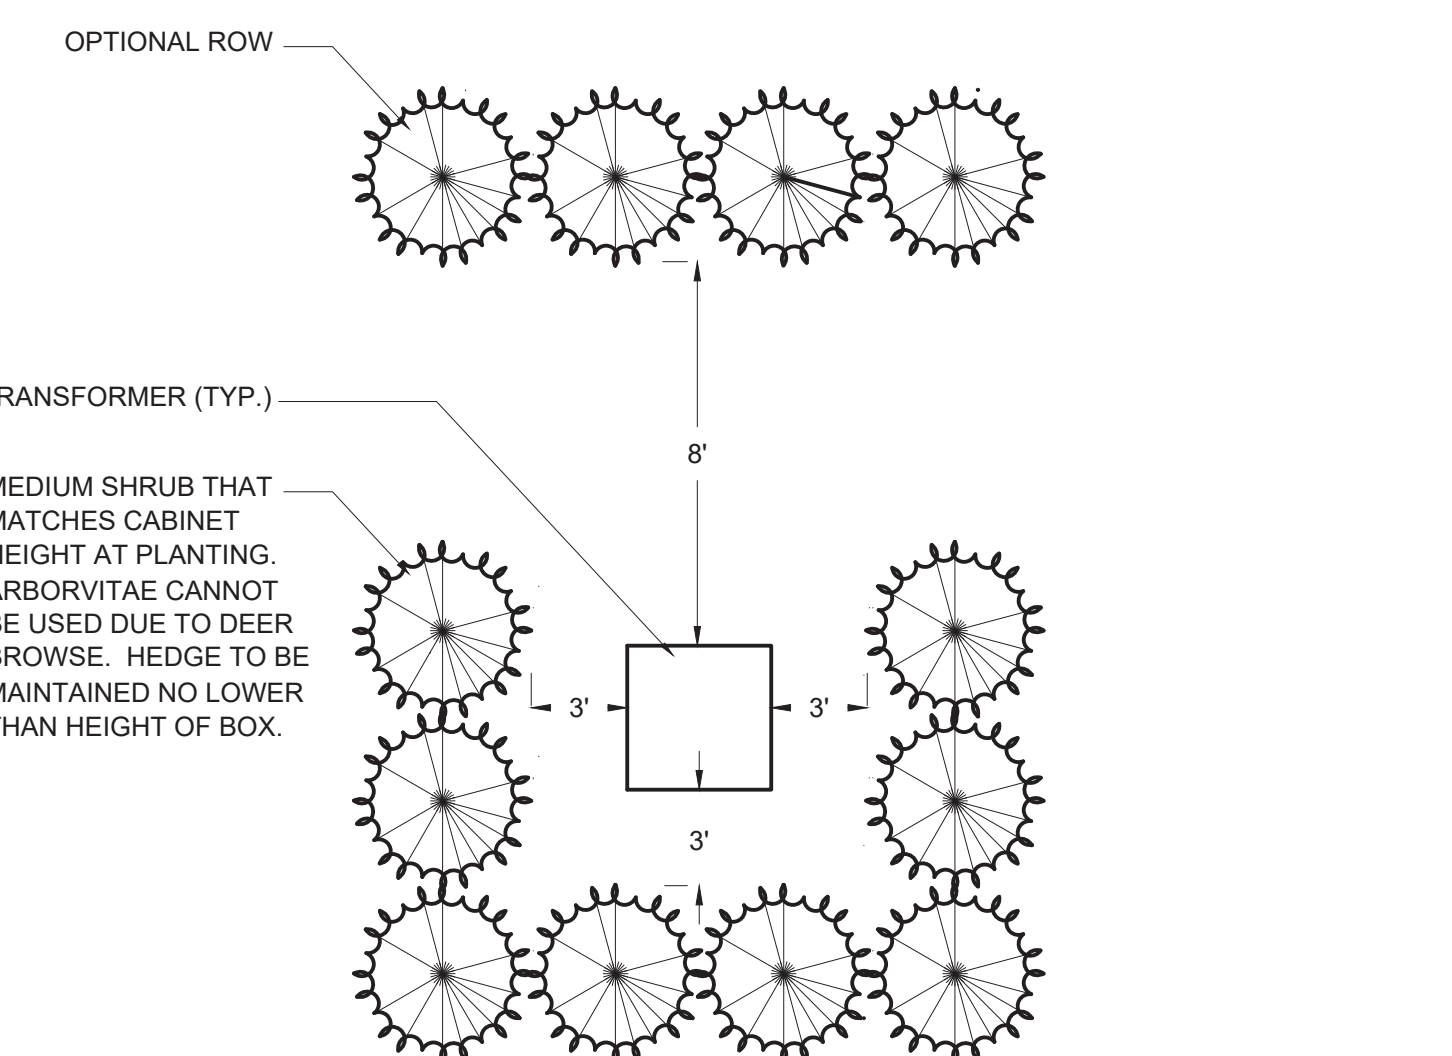 OPTIONAL ROW
RANSFORMER (TYP.)
8'
MEDIUM SHRUB THAT
MATCHES CABINET
HEIGHT AT PLANTING.
ARBORVITAE CANNOT
BE USED DUE TO DEER
BROWSE. HEDGE TO BE
MAINTAINED NO LOWER
THAN HEIGHT OF BOX.
3'
3'
3'